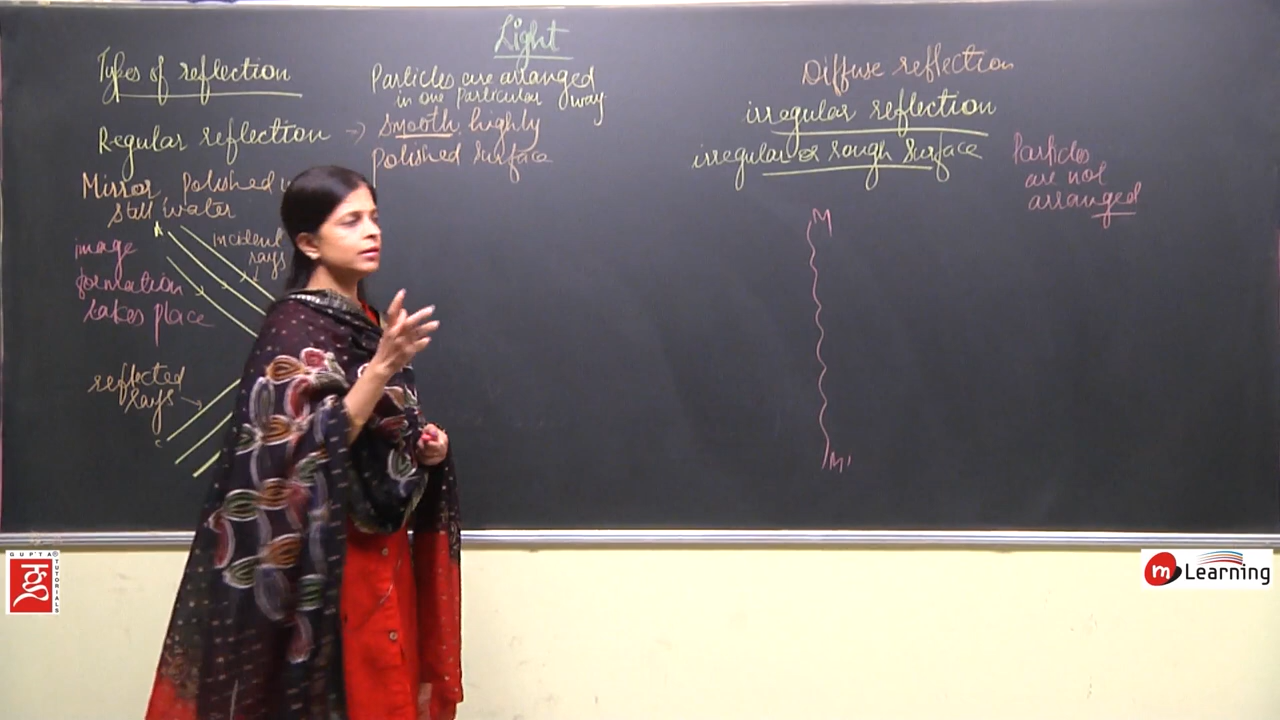 Light
Types of reflection
Particles are arranged
in one particular way
Regular reflection → Smooth, highly
polished surface
Mirror, Polished
still water
A
incident
rays
image
formation
takes place
reflected
rays
Diffuse reflection
irregular reflection
irregular or rough surface
Particles
are not
arranged
M
M'
GUPTA®
TUTORIALS
m Learning